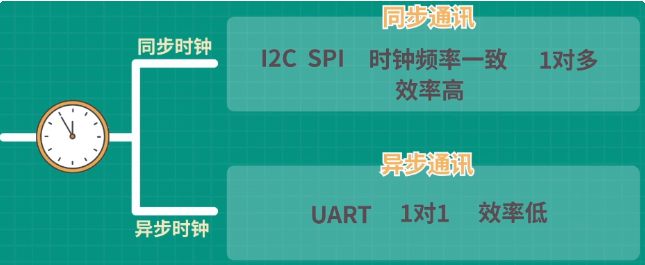 同步通讯
同步时钟
I2C SPI 时钟频率一致 1对多
效率高
异步通讯
UART 1对1 效率低
异步时钟